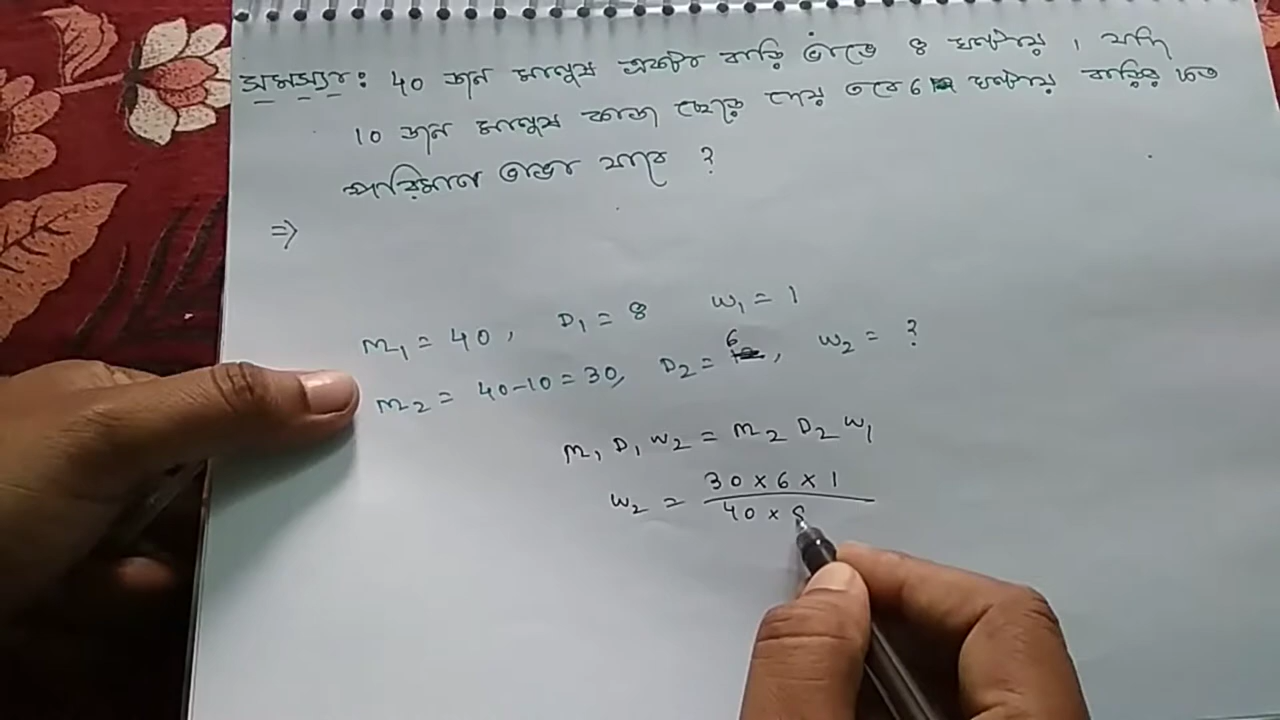 সমস্যা : 40 জন মানুষ একটা বাড়ি ভাঙে 8 ঘন্টায় । যদি
10 জন মানুষ কাজ ছেড়ে দেয় তবে 6 ঘন্টায় বাড়ির কত
পরিমান ভাঙা যাবে ?
⇒
M₁ = 40, D₁ = 8 W₁ = 1
M₂ = 40-10 = 30, D₂ = 6, W₂ = ?
M₁ D₁ W₂ = M₂ D₂ W₁
W₂ = 30 × 6 × 1
40 × 8